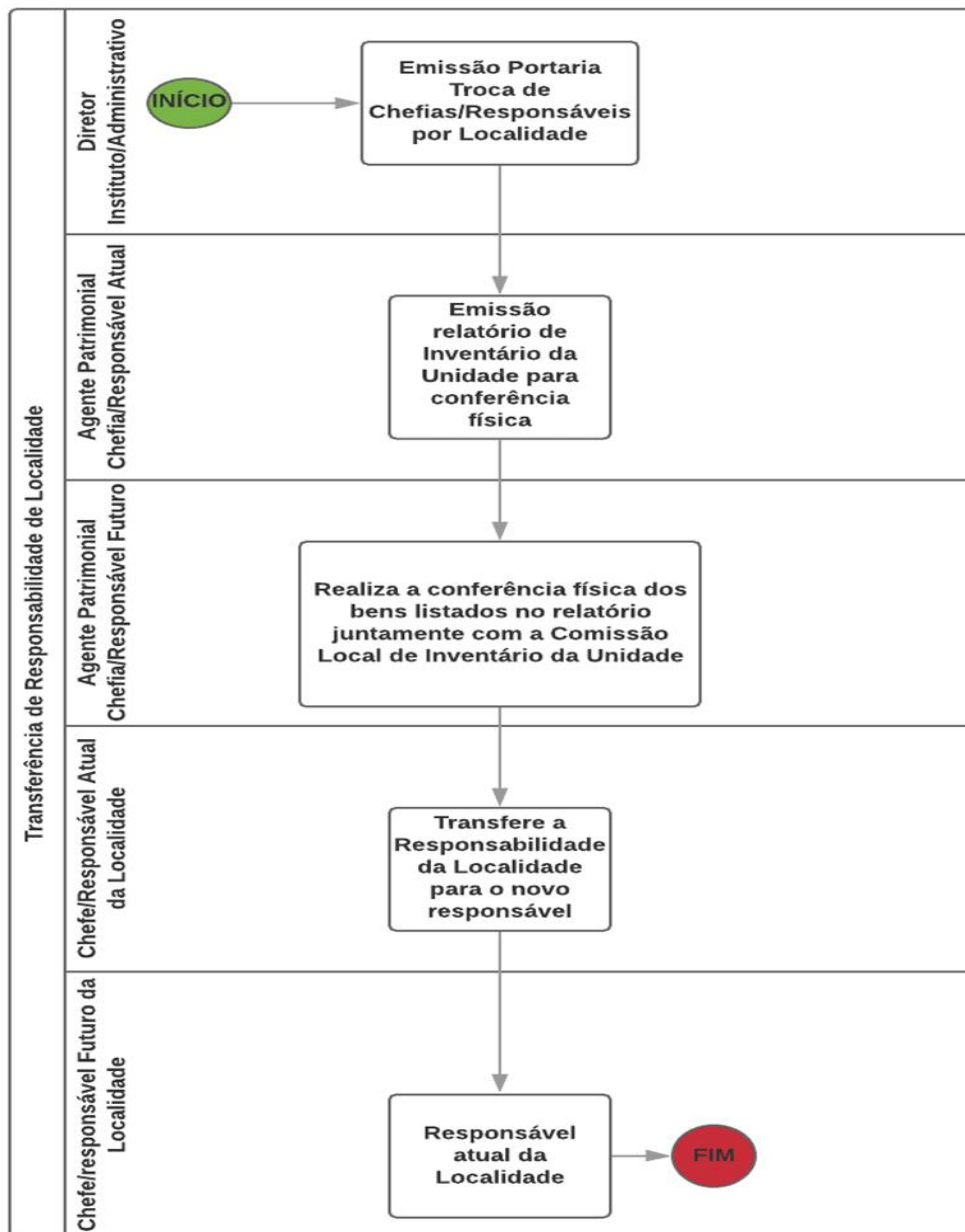 Transferência de Responsabilidade de Localidade
Diretor
Instituto/Administrativo
INÍCIO
Emissão Portaria
Troca de
Chefias/Responsáveis
por Localidade
Agente Patrimonial
Chefia/Responsável Atual
Emissão
relatório de
Inventário da
Unidade para
conferência
física
Agente Patrimonial
Chefia/Responsável Futuro
Realiza a conferência física dos
bens listados no relatório
juntamente com a Comissão
Local de Inventário da Unidade
Chefe/Responsável Atual
da Localidade
Transfere a
Responsabilidade
da Localidade
para o novo
responsável
Chefe/responsável Futuro da
Localidade
Responsável
atual da
Localidade
FIM